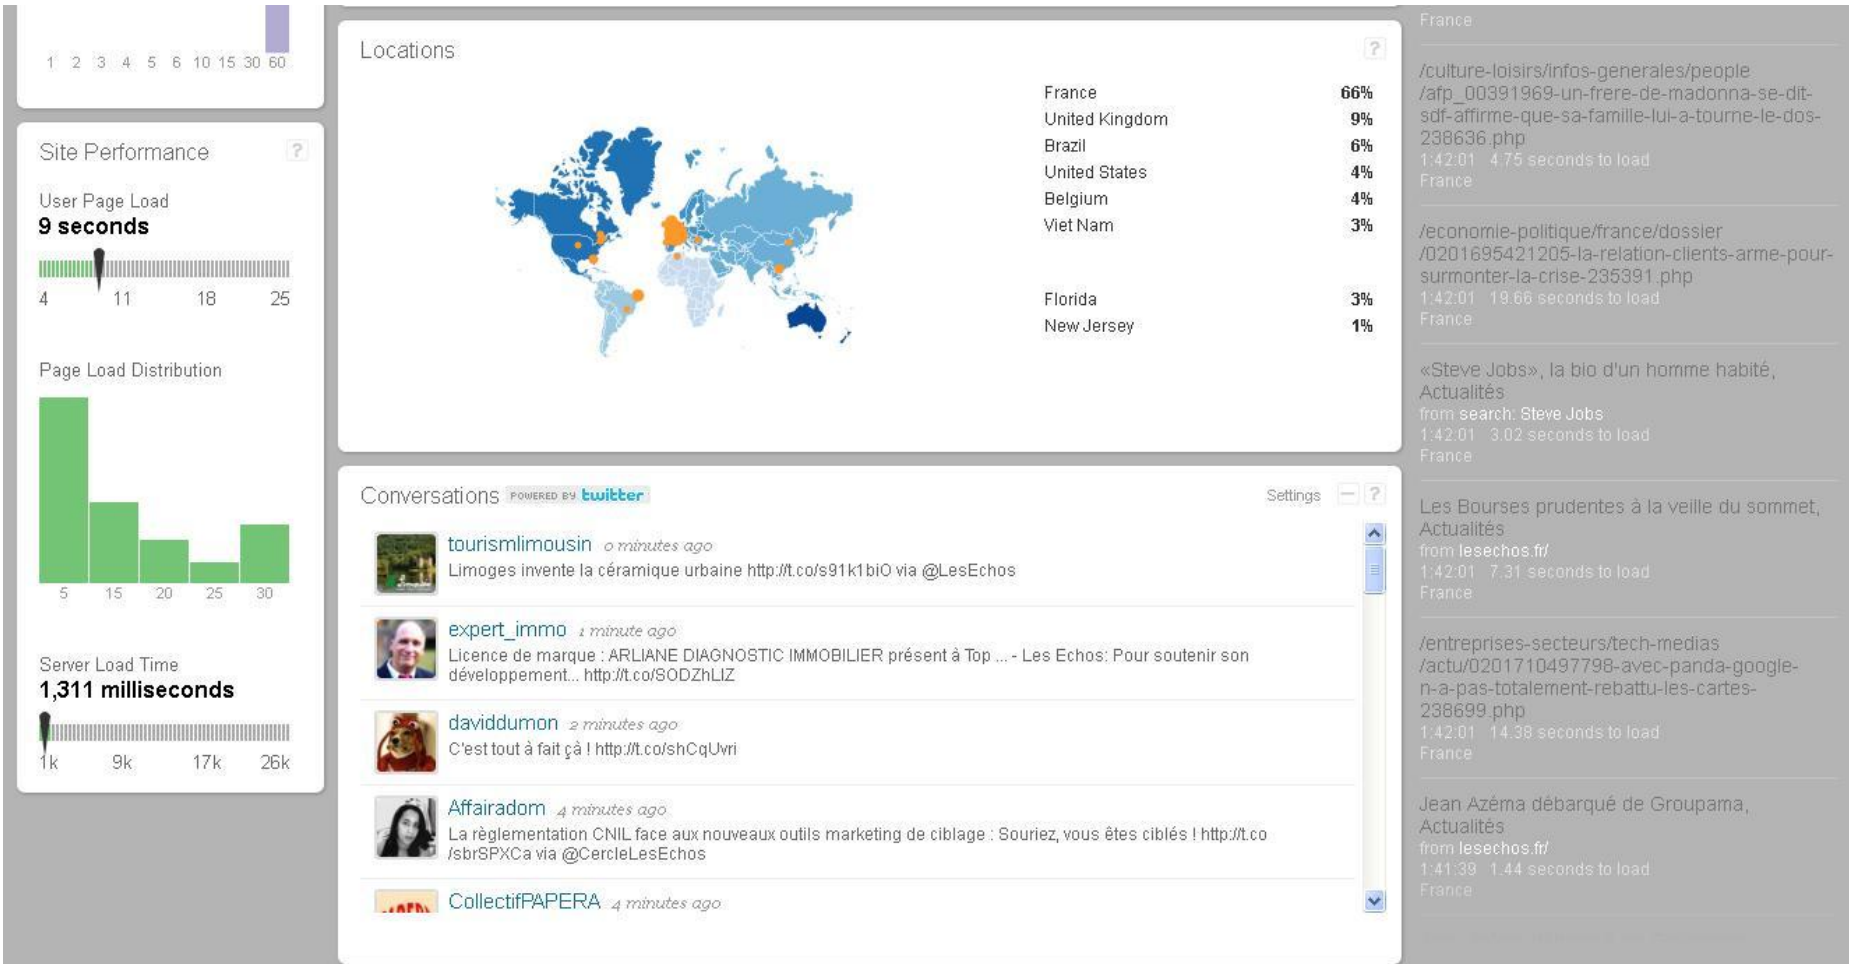 1 2 3 4 5 6 10 15 30 60
Site Performance ?
User Page Load
9 seconds
4 11 18 25
Page Load Distribution
5 15 20 25 30
Server Load Time
1,311 milliseconds
1k 9k 17k 26k
Locations ?
France 66%
United Kingdom 9%
Brazil 6%
United States 4%
Belgium 4%
Viet Nam 3%
Florida 3%
New Jersey 1%
Conversations POWERED BY twitter Settings ?
tourismlimousin 0 minutes ago
Limoges invente la céramique urbaine http://t.co/s91k1biO via @LesEchos
expert_immo 1 minute ago
Licence de marque : ARLIANE DIAGNOSTIC IMMOBILIER présent à Top ... - Les Echos: Pour soutenir son
développement... http://t.co/SODZhLIZ
daviddumon 2 minutes ago
C'est tout à fait çà ! http://t.co/shCqUvri
Affairadom 4 minutes ago
La règlementation CNIL face aux nouveaux outils marketing de ciblage : Souriez, vous êtes ciblés ! http://t.co
/sbrSPXCa via @CercleLesEchos
CollectifPAPERA 4 minutes ago
France
/culture-loisirs/infos-generales/people
/afp_00391969-un-frere-de-madonna-se-dit-
sdf-affirme-que-sa-famille-lui-a-tourne-le-dos-
238636.php
1:42:01 4.75 seconds to load
France
/economie-politique/france/dossier
/0201695421205-la-relation-clients-arme-pour-
surmonter-la-crise-235391.php
1:42:01 19.66 seconds to load
France
«Steve Jobs», la bio d'un homme habité,
Actualités
from search: Steve Jobs
1:42:01 3.02 seconds to load
France
Les Bourses prudentes à la veille du sommet,
Actualités
from lesechos.fr/
1:42:01 7.31 seconds to load
France
/entreprises-secteurs/tech-medias
/actu/0201710497798-avec-panda-google-
n-a-pas-totalement-rebattu-les-cartes-
238699.php
1:42:01 14.38 seconds to load
France
Jean Azéma débarqué de Groupama,
Actualités
from lesechos.fr/
1:41:39 1.44 seconds to load
France